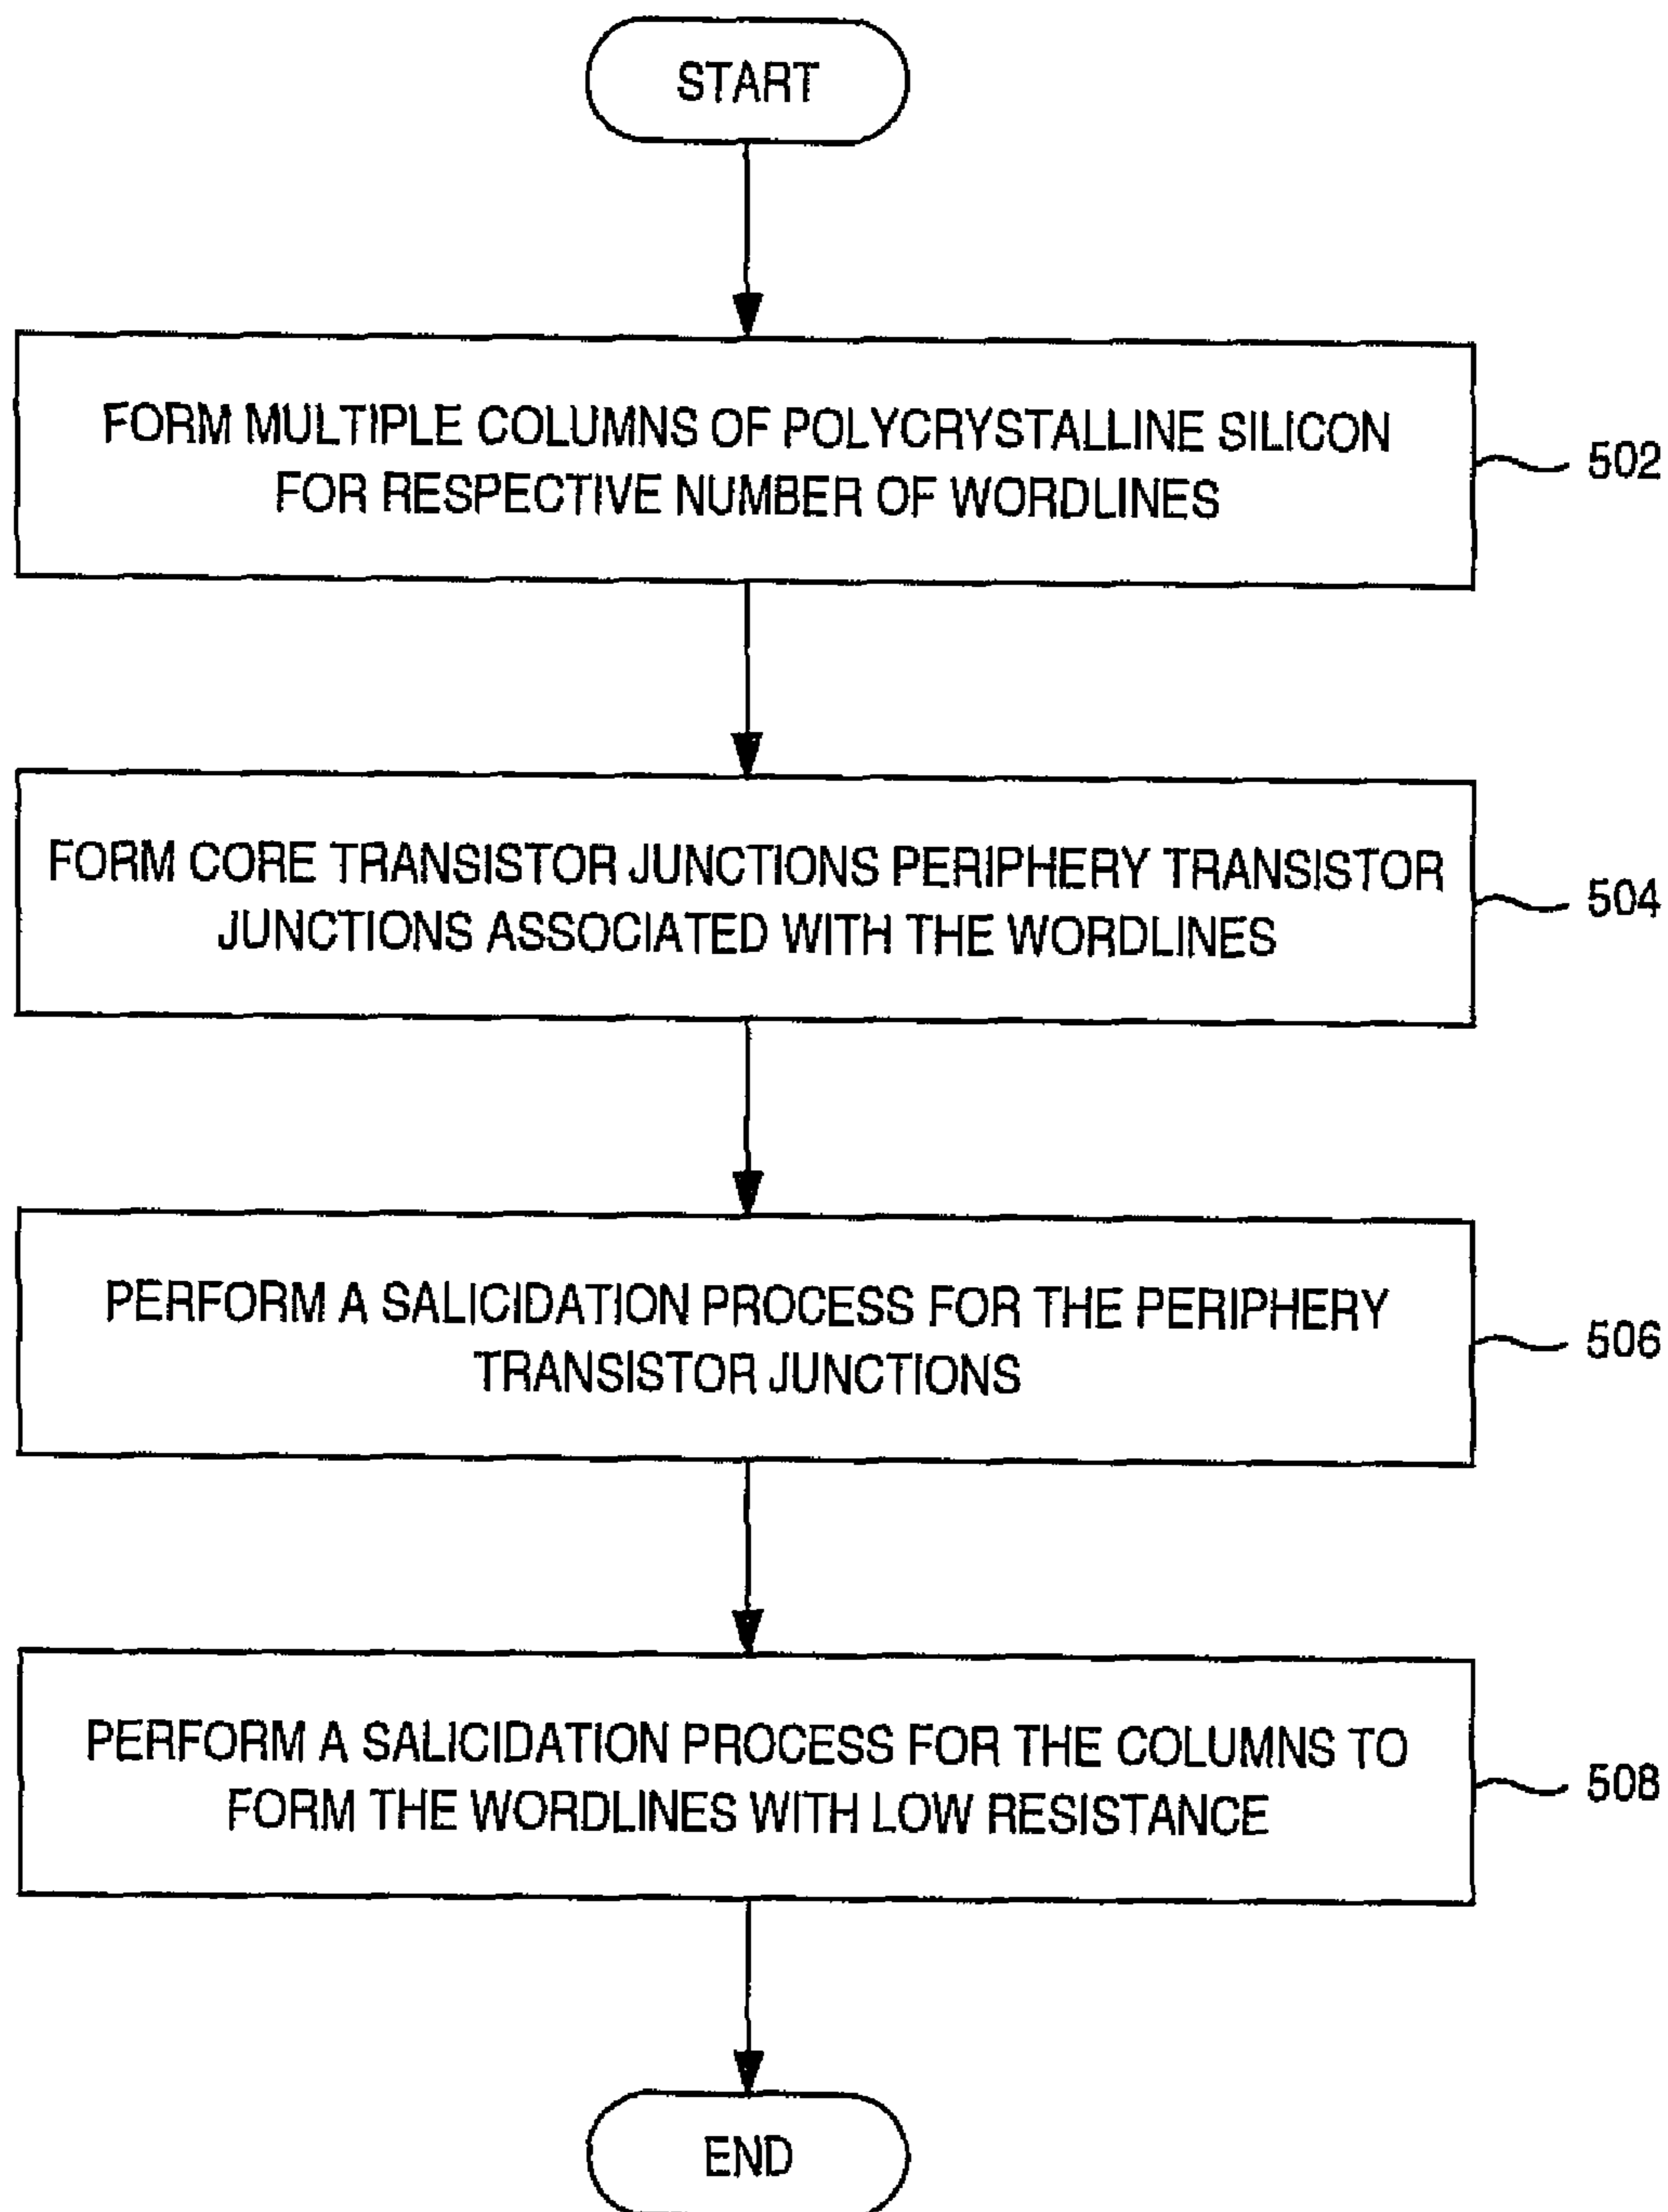 START
FORM MULTIPLE COLUMNS OF POLYCRYSTALLINE SILICON
FOR RESPECTIVE NUMBER OF WORDLINES
502
FORM CORE TRANSISTOR JUNCTIONS PERIPHERY TRANSISTOR
JUNCTIONS ASSOCIATED WITH THE WORDLINES
504
PERFORM A SALICIDATION PROCESS FOR THE PERIPHERY
TRANSISTOR JUNCTIONS
506
PERFORM A SALICIDATION PROCESS FOR THE COLUMNS TO
FORM THE WORDLINES WITH LOW RESISTANCE
508
END